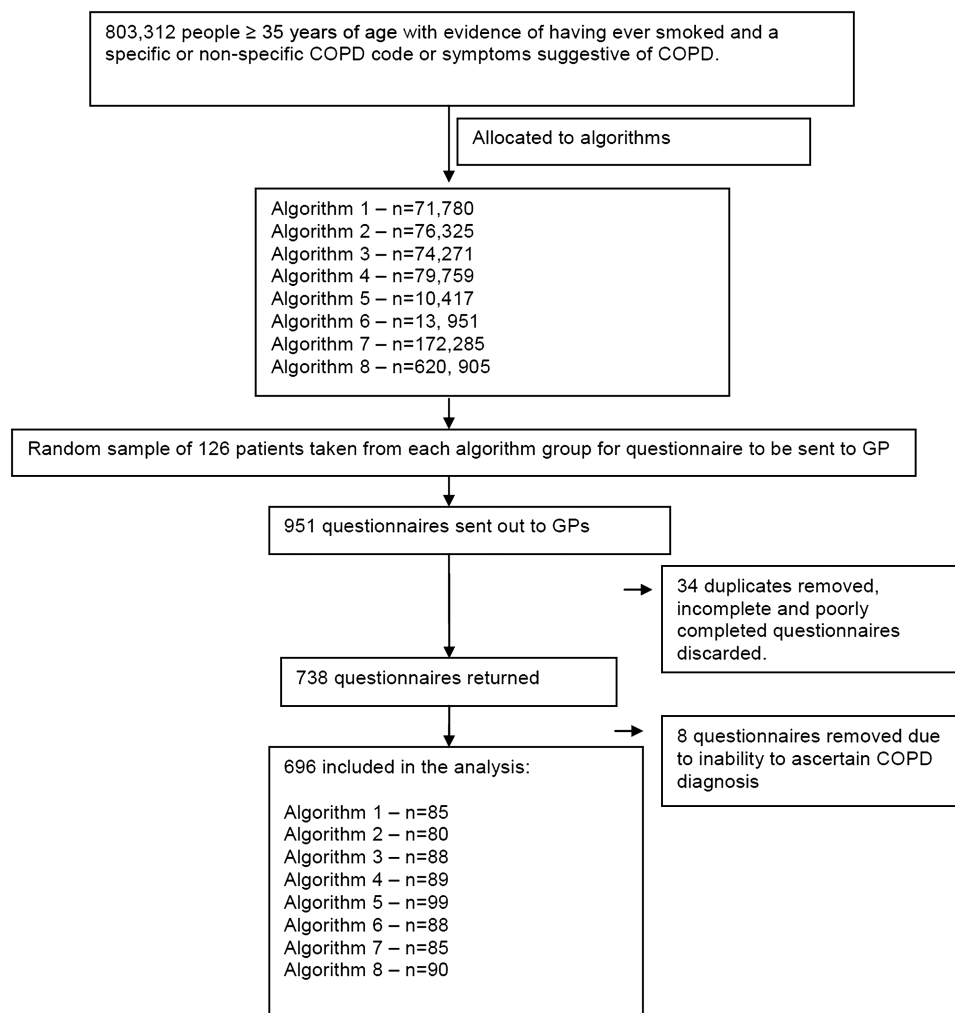 803,312 people ≥ 35 years of age with evidence of having ever smoked and a
specific or non-specific COPD code or symptoms suggestive of COPD.
Allocated to algorithms
Algorithm 1 – n=71,780
Algorithm 2 – n=76,325
Algorithm 3 – n=74,271
Algorithm 4 – n=79,759
Algorithm 5 – n=10,417
Algorithm 6 – n=13, 951
Algorithm 7 – n=172,285
Algorithm 8 – n=620, 905
Random sample of 126 patients taken from each algorithm group for questionnaire to be sent to GP
951 questionnaires sent out to GPs
34 duplicates removed,
incomplete and poorly
completed questionnaires
discarded.
738 questionnaires returned
8 questionnaires removed due
to inability to ascertain COPD
diagnosis
696 included in the analysis:
Algorithm 1 – n=85
Algorithm 2 – n=80
Algorithm 3 – n=88
Algorithm 4 – n=89
Algorithm 5 – n=99
Algorithm 6 – n=88
Algorithm 7 – n=85
Algorithm 8 – n=90